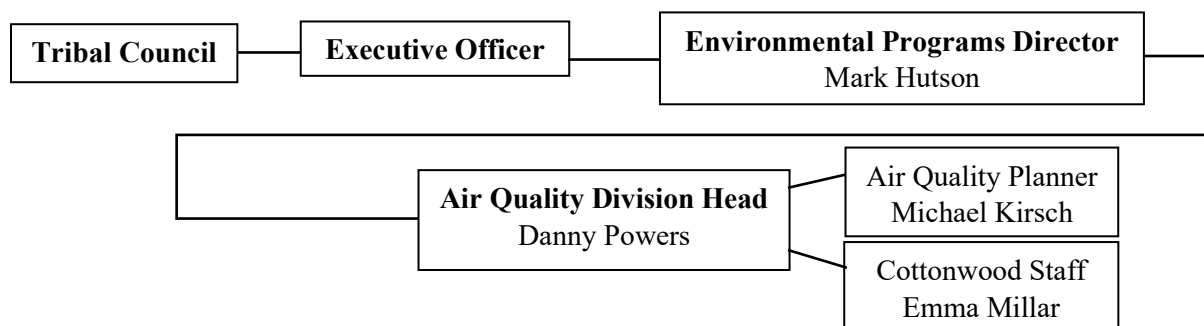 Tribal Council
Executive Officer
Environmental Programs Director
Mark Hutson
Air Quality Division Head
Danny Powers
Air Quality Planner
Michael Kirsch
Cottonwood Staff
Emma Millar